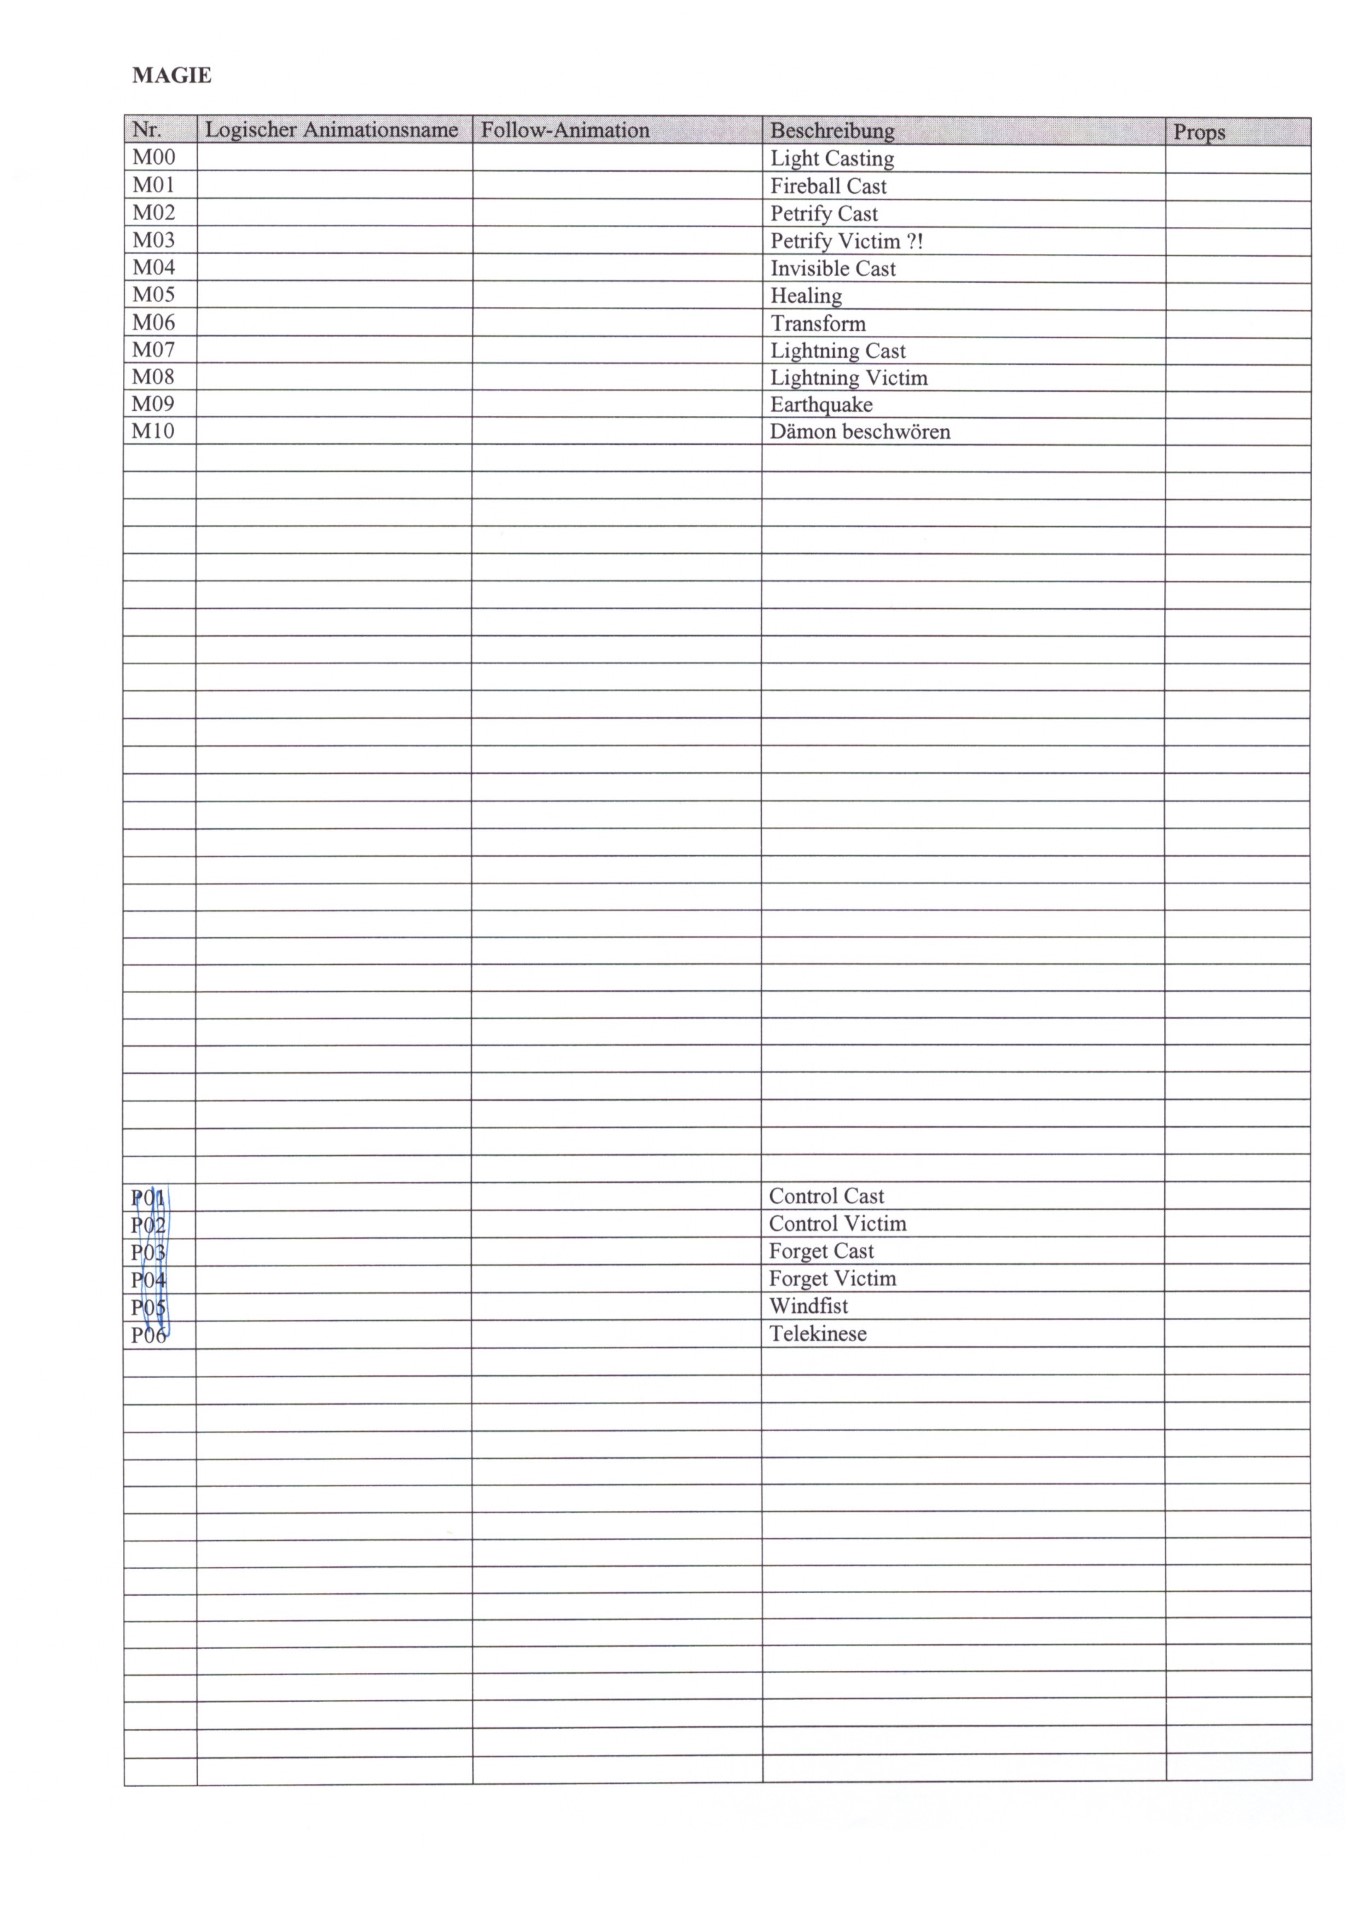 MAGIE
Nr. Logischer Animationsname Follow-Animation Beschreibung Props
M00 Light Casting
M01 Fireball Cast
M02 Petrify Cast
M03 Petrify Victim ?!
M04 Invisible Cast
M05 Healing
M06 Transform
M07 Lightning Cast
M08 Lightning Victim
M09 Earthquake
M10 Dämon beschwören
P01 Control Cast
P02 Control Victim
P03 Forget Cast
P04 Forget Victim
P05 Windfist
P06 Telekinese